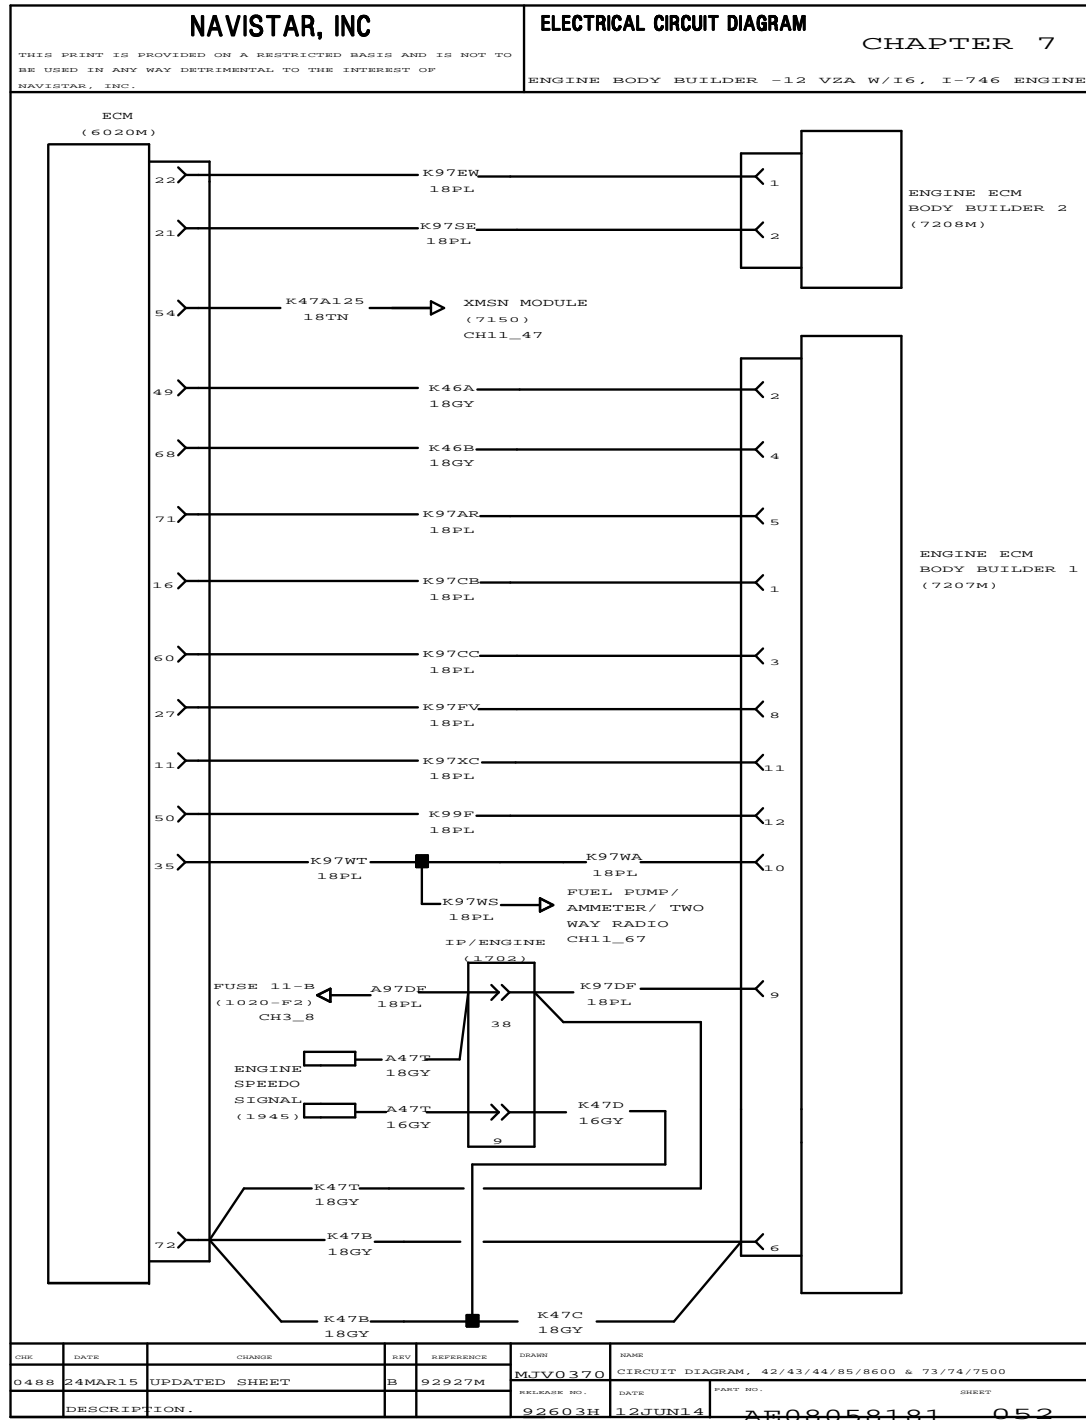 NAVISTAR, INC
THIS PRINT IS PROVIDED ON A RESTRICTED BASIS AND IS NOT TO
BE USED IN ANY WAY DETRIMENTAL TO THE INTEREST OF
NAVISTAR, INC.
ELECTRICAL CIRCUIT DIAGRAM
CHAPTER 7
ENGINE BODY BUILDER -12 VZA W/I6, I-746 ENGINE
ECM
(6020M)
22
K97EW
18PL
1
ENGINE ECM
BODY BUILDER 2
(7208M)
21
K97SE
18PL
2
54
K47A125
18TN
XMSN MODULE
(7150)
CH11_47
49
K46A
18GY
2
68
K46B
18GY
4
71
K97AR
18PL
5
16
K97CB
18PL
1
ENGINE ECM
BODY BUILDER 1
(7207M)
60
K97CC
18PL
3
27
K97FV
18PL
8
11
K97XC
18PL
11
50
K99F
18PL
12
35
K97WT
18PL
K97WA
18PL
10
K97WS
18PL
FUEL PUMP/
AMMETER/ TWO
WAY RADIO
CH11_67
IP/ENGINE
(1702)
FUSE 11-B
(1020-F2)
CH3_8
A97DF
18PL
38
K97DF
18PL
9
ENGINE
SPEEDO
SIGNAL
(1945)
A47T
18GY
A47T
16GY
9
K47D
16GY
K47T
18GY
72
K47B
18GY
6
K47B
18GY
K47C
18GY
CHK DATE CHANGE REV REFERENCE DRAWN NAME
0488 24MAR15 UPDATED SHEET B 92927M MJV0370 CIRCUIT DIAGRAM, 42/43/44/85/8600 & 73/74/7500
DESCRIPTION.
RELEASE NO. DATE PART NO. SHEET
92603H 12JUN14 AE08058181 052